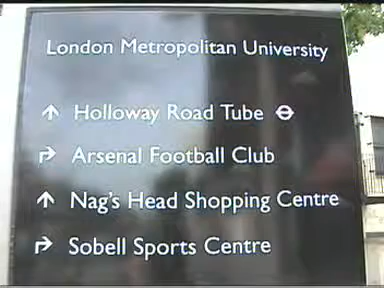 London Metropolitan University
↑ Holloway Road Tube
↱ Arsenal Football Club
↑ Nag's Head Shopping Centre
↱ Sobell Sports Centre